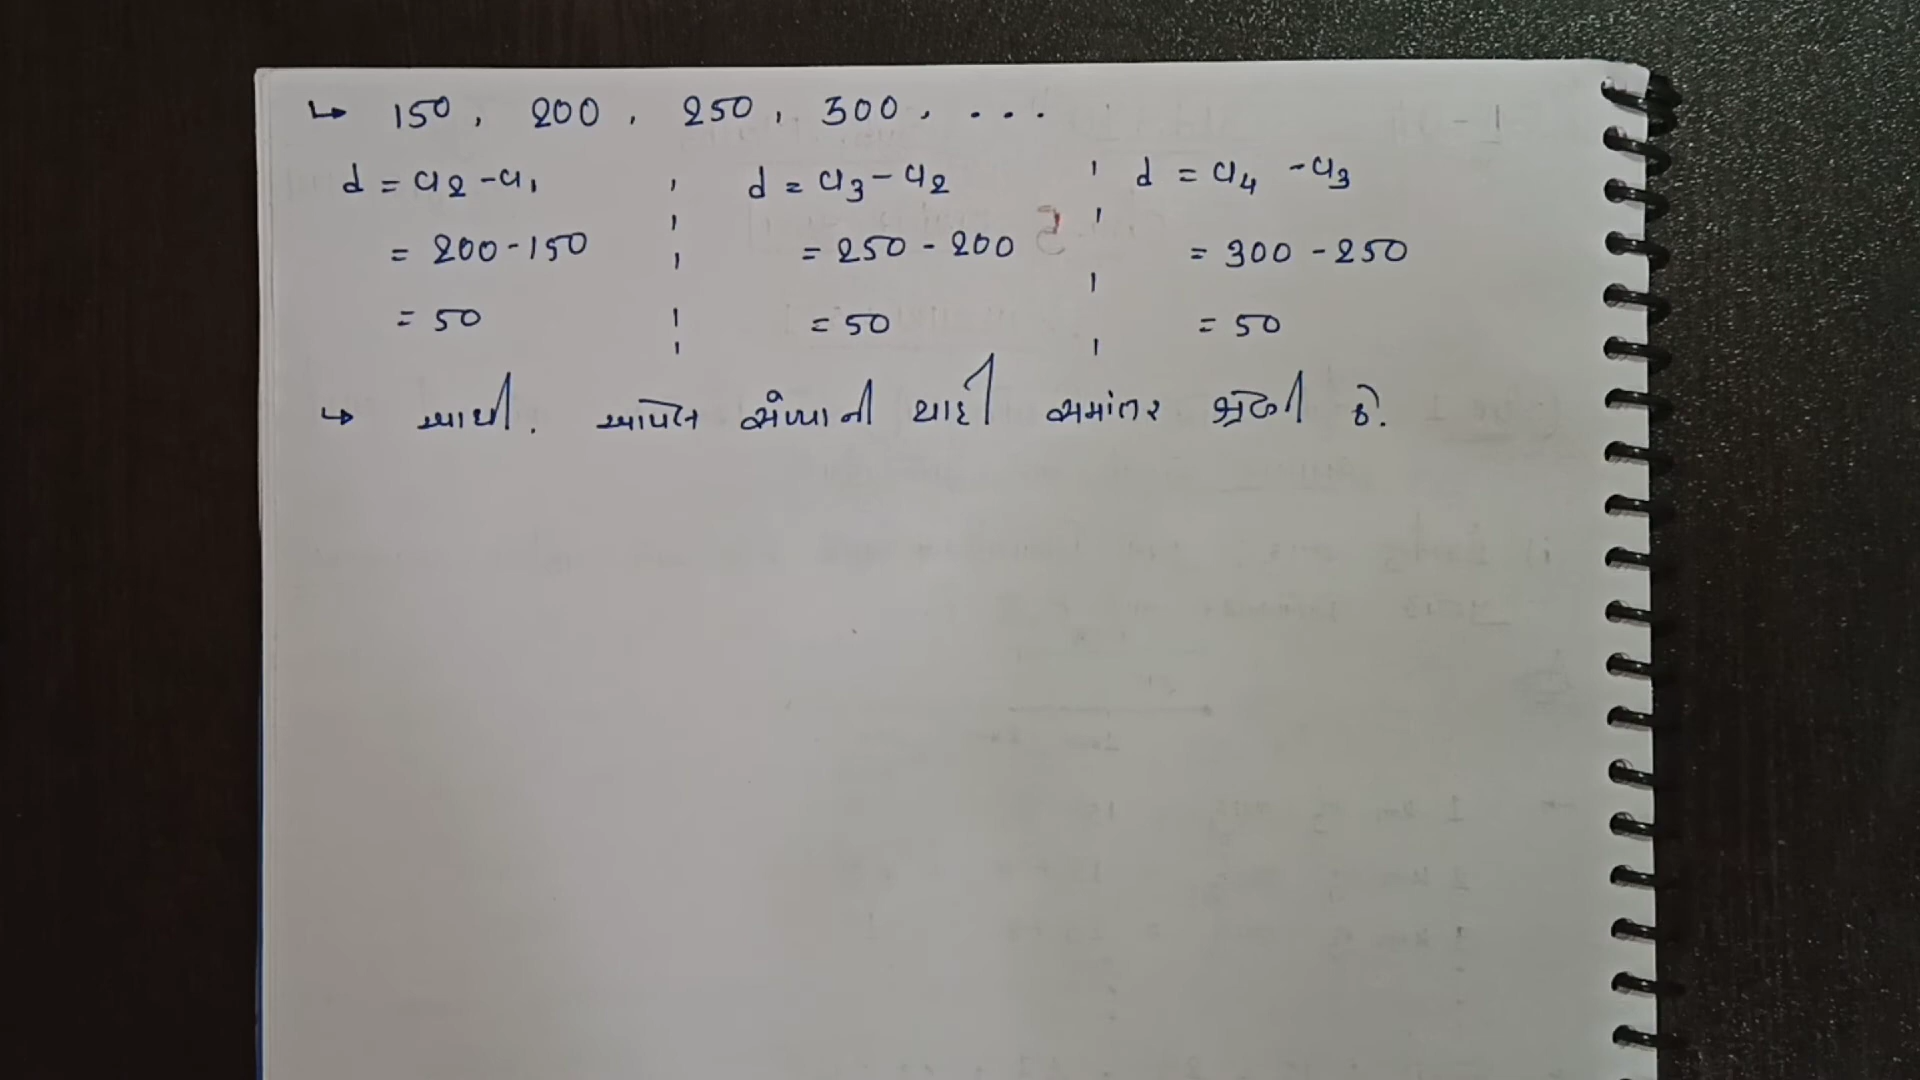 ↳ 150, 200, 250, 300, ...
d = a2 - a1 d = a3 - a2 d = a4 - a3
= 200 - 150 = 250 - 200 = 300 - 250
= 50 = 50 = 50
↳ આથી. આપેલ સંખ્યાની યાદી સમાંતર શ્રેણી છે.